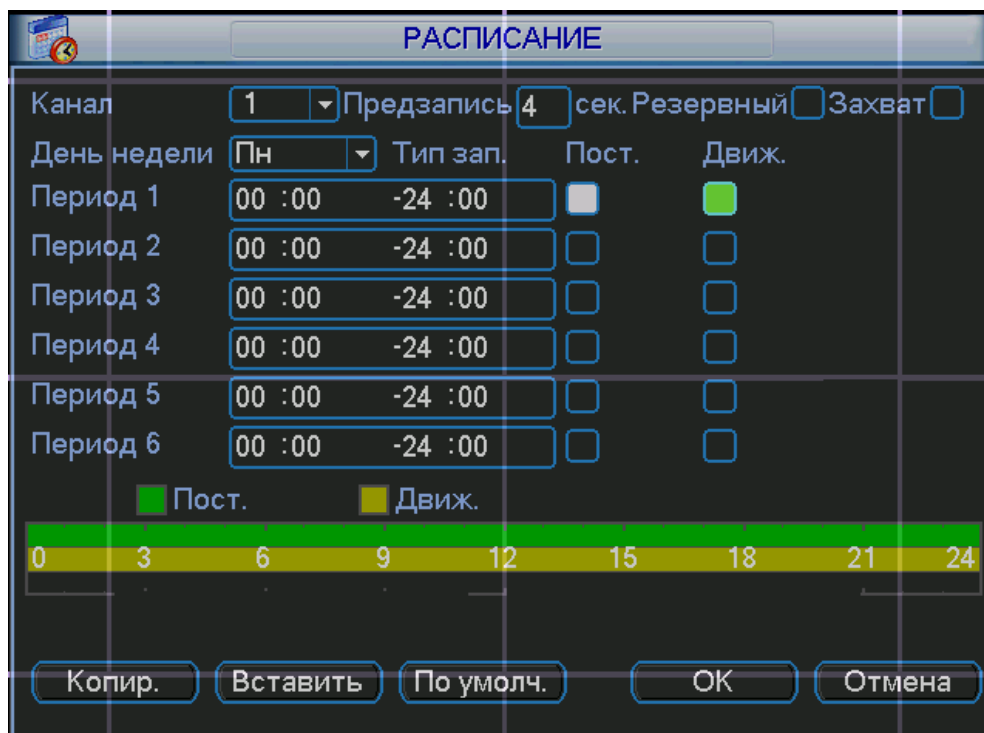 РАСПИСАНИЕ
Канал 1 Предзапись 4 сек. Резервный Захват
День недели Пн Тип зап. Пост. Движ.
Период 1 00 :00 -24 :00
Период 2 00 :00 -24 :00
Период 3 00 :00 -24 :00
Период 4 00 :00 -24 :00
Период 5 00 :00 -24 :00
Период 6 00 :00 -24 :00
Пост. Движ.
0 3 6 9 12 15 18 21 24
Копир. Вставить По умолч. OK Отмена